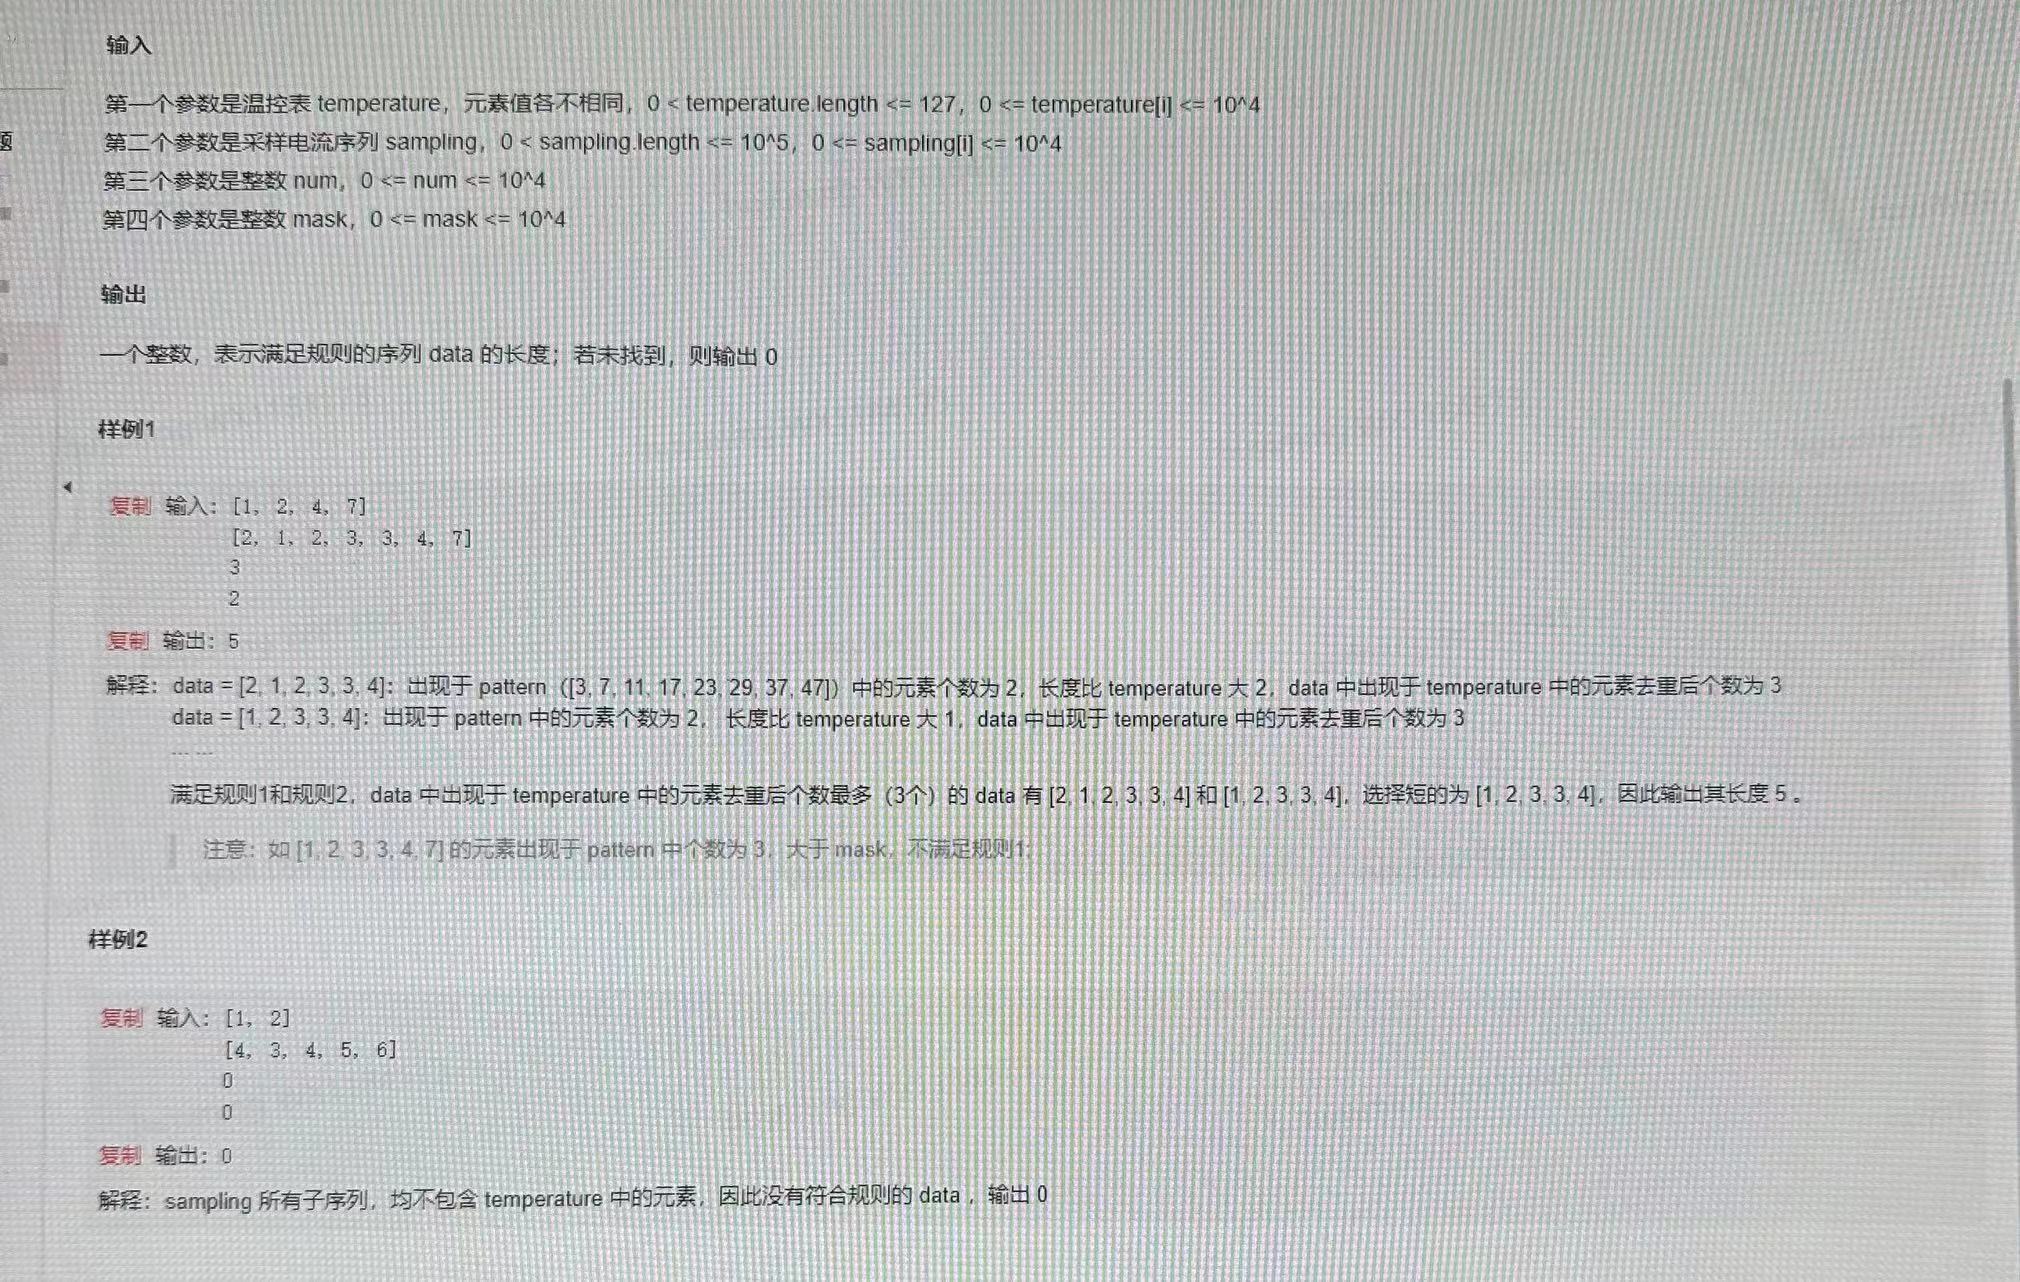 输入
第一个参数是温控表 temperature，元素值各不相同，0 < temperature.length <= 127，0 <= temperature[i] <= 10^4
题
第二个参数是采样电流序列 sampling，0 < sampling.length <= 10^5，0 <= sampling[i] <= 10^4
第三个参数是整数 num，0 <= num <= 10^4
第四个参数是整数 mask，0 <= mask <= 10^4
输出
一个整数，表示满足规则的序列 data 的长度；若未找到，则输出 0
样例1
复制 输入：[1, 2, 4, 7]
[2, 1, 2, 3, 3, 4, 7]
3
2
复制 输出：5
解释：data = [2, 1, 2, 3, 3, 4]：出现于 pattern（[3, 7, 11, 17, 23, 29, 37, 47]）中的元素个数为 2，长度比 temperature 大 2，data 中出现于 temperature 中的元素去重后个数为 3
data = [1, 2, 3, 3, 4]：出现于 pattern 中的元素个数为 2， 长度比 temperature 大 1，data 中出现于 temperature 中的元素去重后个数为 3
... ...
满足规则1和规则2，data 中出现于 temperature 中的元素去重后个数最多（3个）的 data 有 [2, 1, 2, 3, 3, 4] 和 [1, 2, 3, 3, 4]，选择短的为 [1, 2, 3, 3, 4]，因此输出其长度 5 。
注意：如 [1, 2, 3, 3, 4, 7] 的元素出现于 pattern 中个数为 3，大于 mask，不满足规则1；
样例2
复制 输入：[1, 2]
[4, 3, 4, 5, 6]
0
0
复制 输出：0
解释：sampling 所有子序列，均不包含 temperature 中的元素，因此没有符合规则的 data ，输出 0